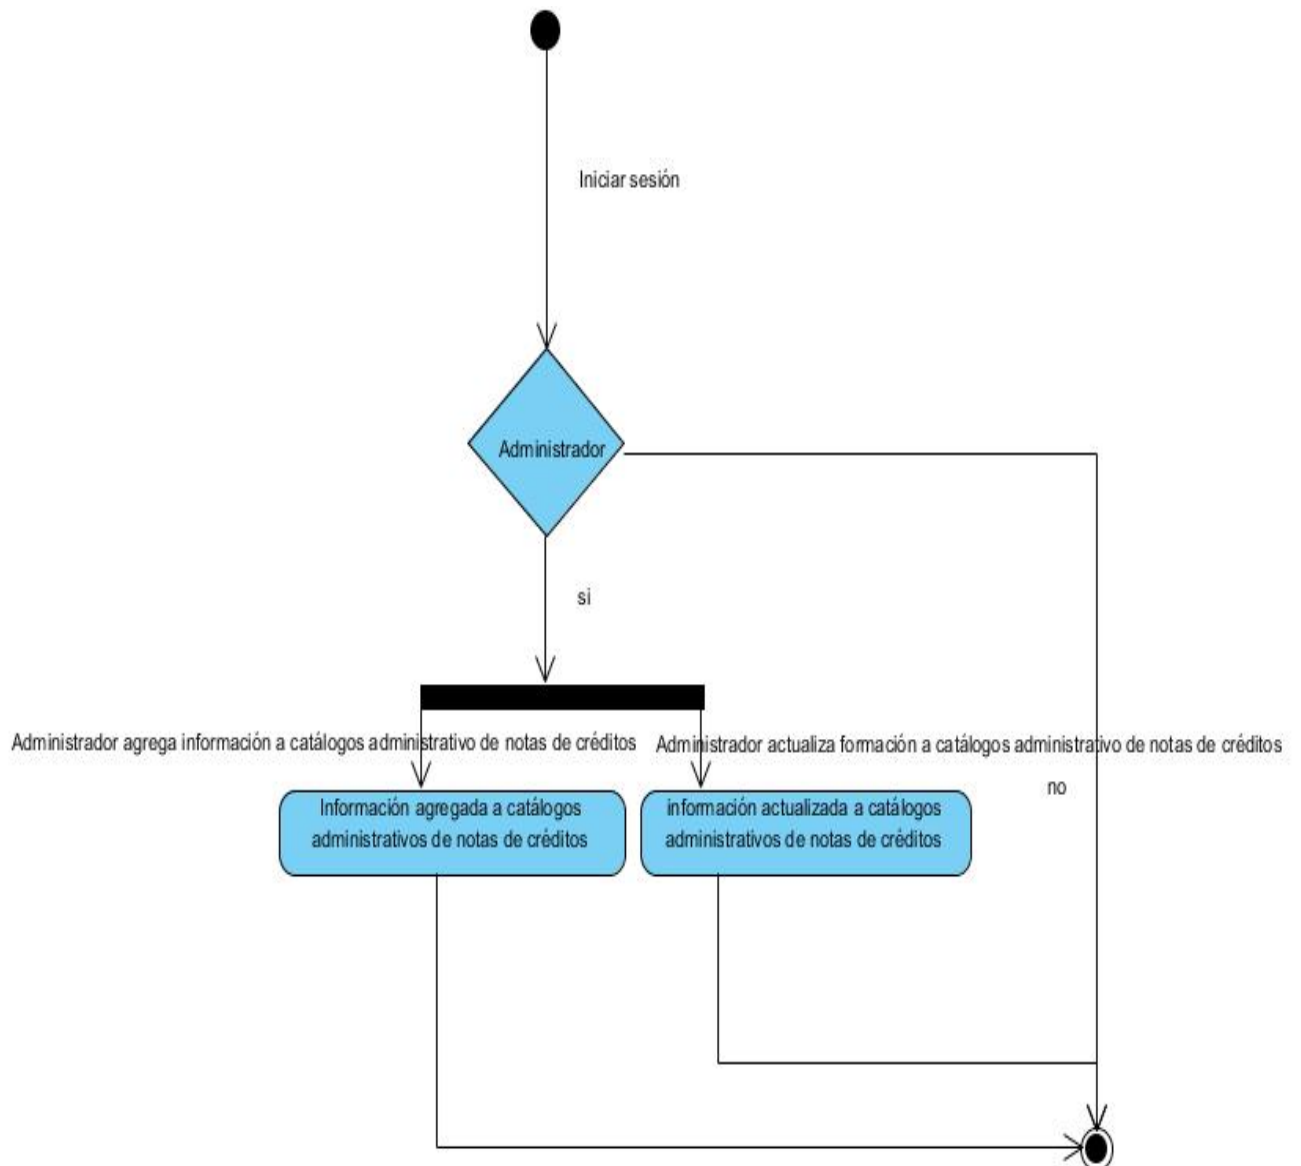 Iniciar sesión
Administrador
si
Administrador agrega información a catálogos administrativo de notas de créditos
Administrador actualiza formación a catálogos administrativo de notas de créditos
no
Información agregada a catálogos
administrativos de notas de créditos
información actualizada a catálogos
administrativos de notas de créditos